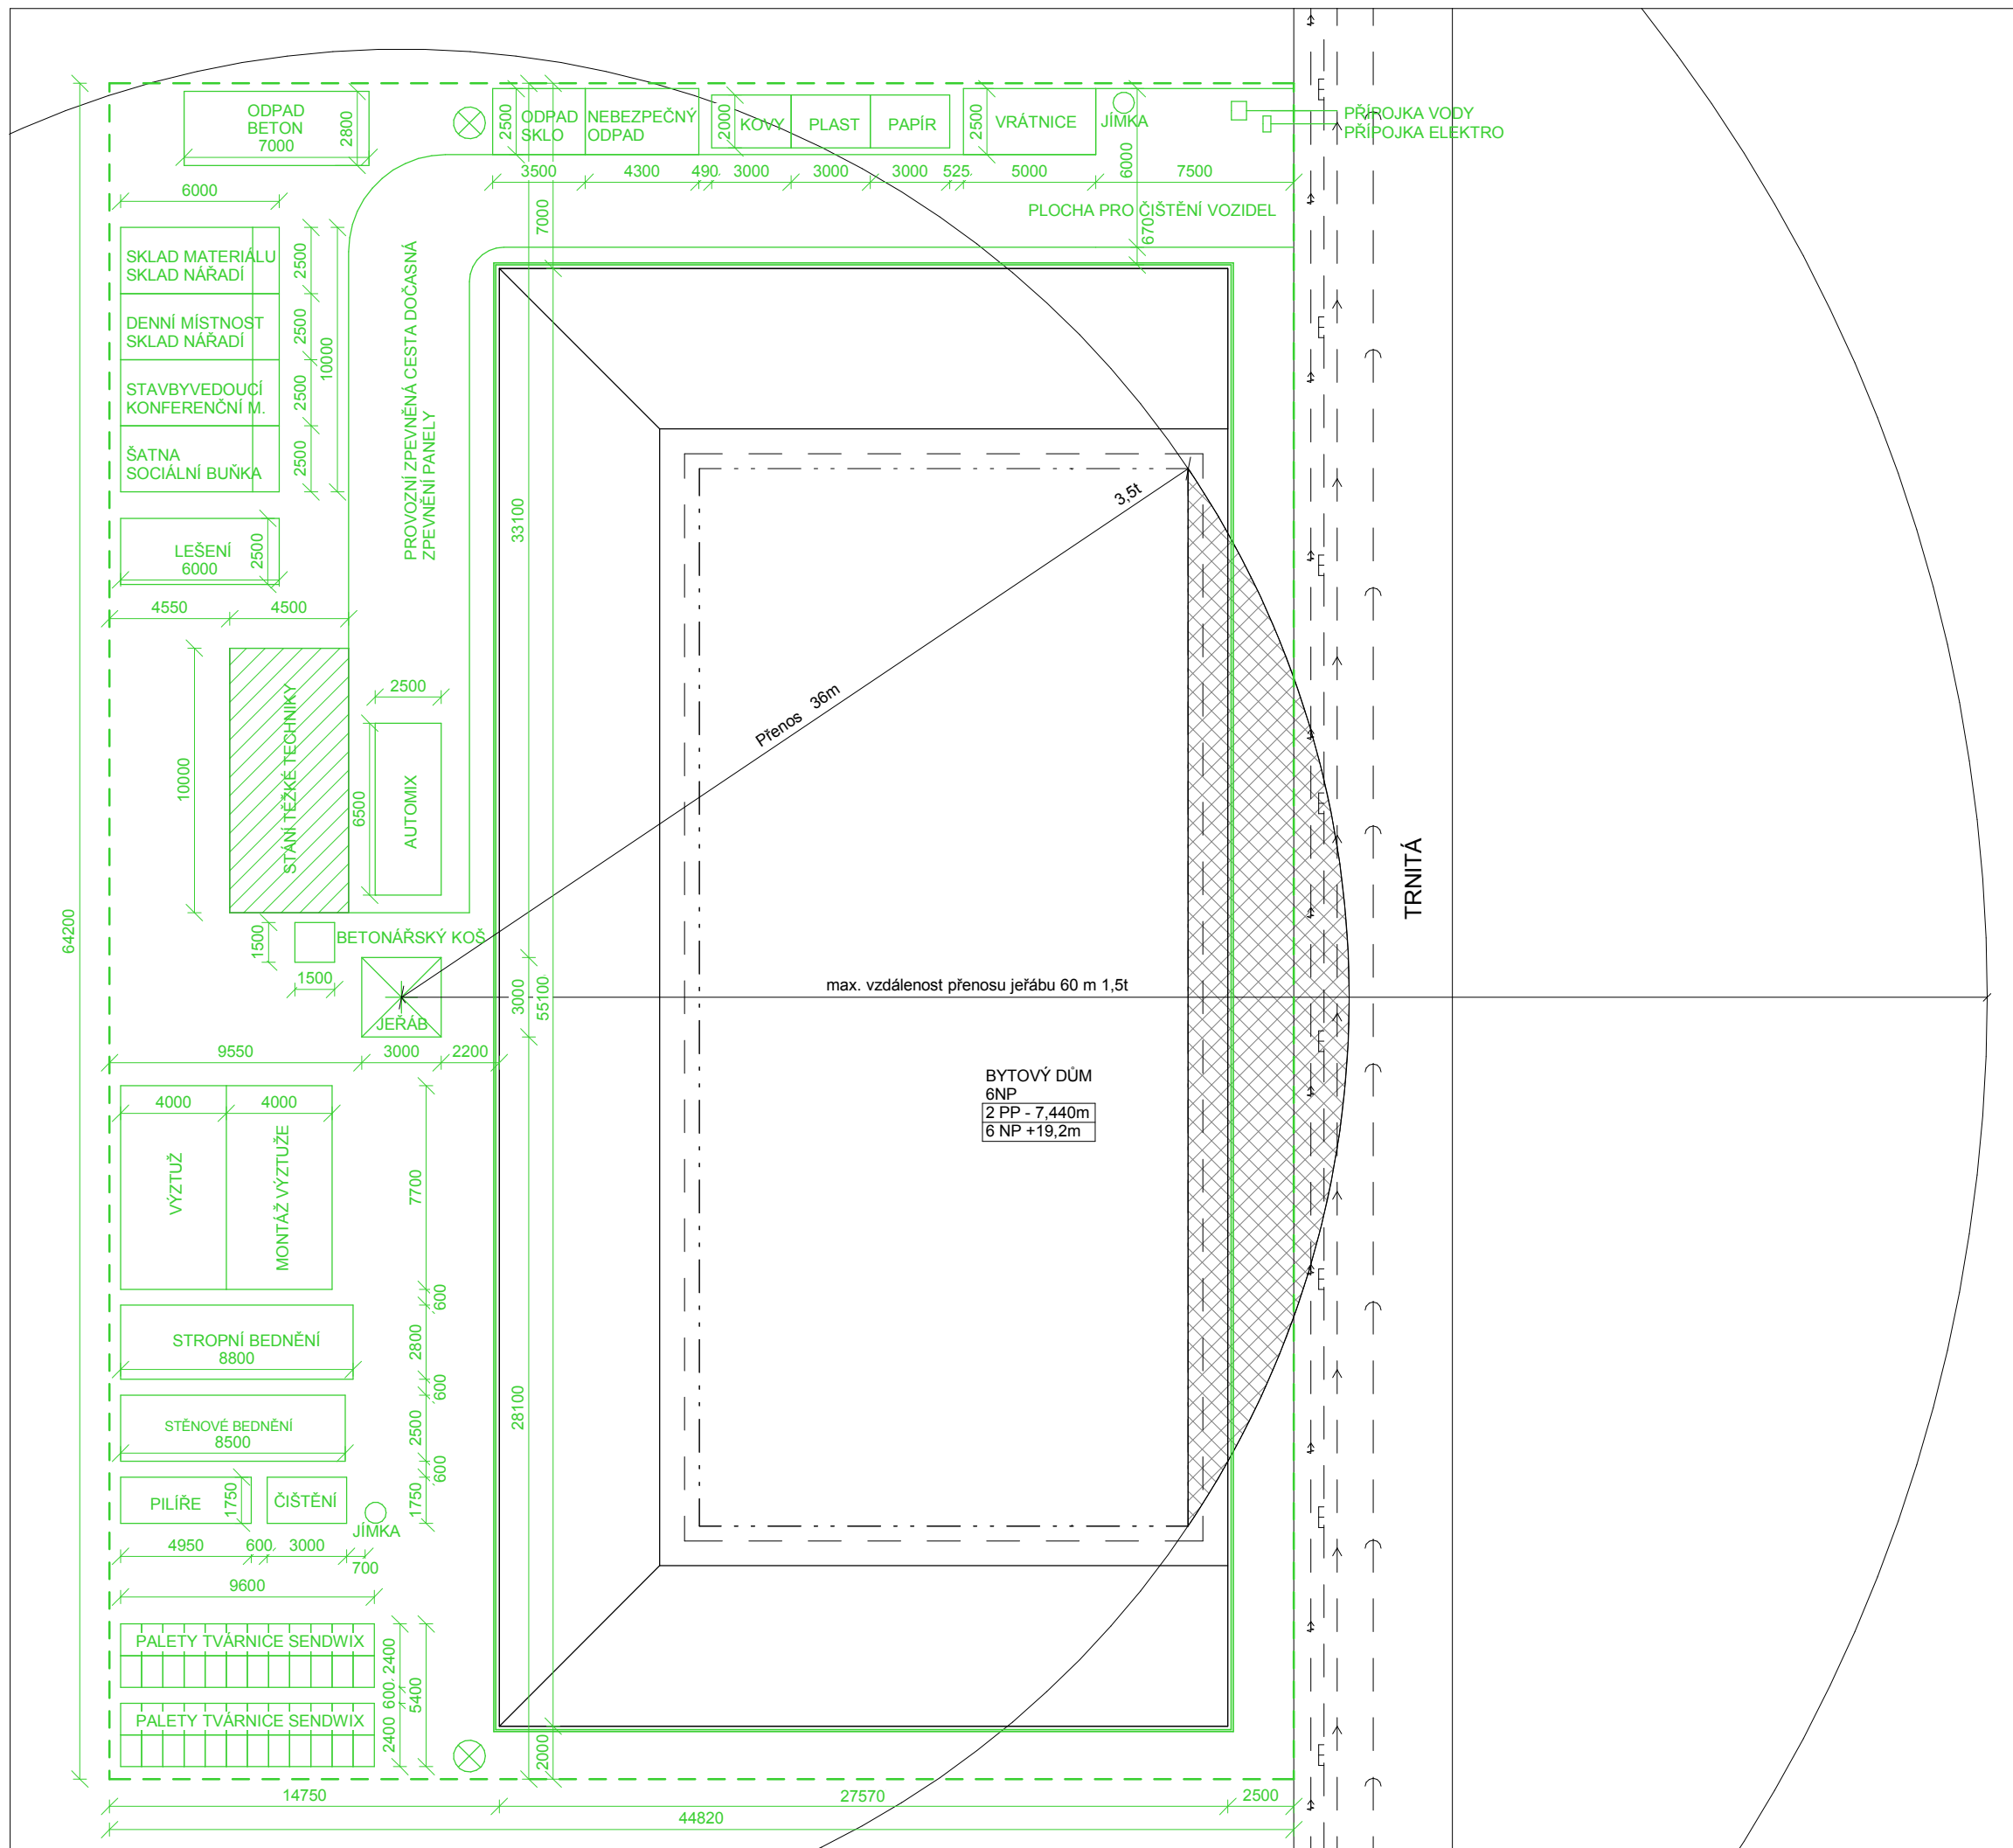 ODPAD
BETON
7000
2800
2500
ODPAD
SKLO
NEBEZPEČNÝ
ODPAD
2000
KOVY
PLAST
PAPÍR
2500
VRÁTNICE
JÍMKA
PŘÍPOJKA VODY
PŘÍPOJKA ELEKTRO
3500
4300
490
3000
3000
3000
525
5000
6000
7500
6000
7000
PLOCHA PRO ČIŠTĚNÍ VOZIDEL
670
SKLAD MATERIÁLU
SKLAD NÁŘADÍ
2500
DENNÍ MÍSTNOST
SKLAD NÁŘADÍ
2500
10000
STAVBYVEDOUCÍ
KONFERENČNÍ M.
2500
ŠATNA
SOCIÁLNÍ BUŇKA
2500
PROVOZNÍ ZPEVNĚNÁ CESTA DOČASNÁ
ZPEVNĚNÍ PANELY
LEŠENÍ
6000
2500
33100
3,5t
4550
4500
10000
STÁNÍ TĚŽKÉ TECHNIKY
2500
6500
AUTOMIX
Přenos 36m
TRNITÁ
64200
1500
1500
BETONÁŘSKÝ KOŠ
JEŘÁB
3000
55100
max. vzdálenost přenosu jeřábu 60 m 1,5t
9550
3000
2200
BYTOVÝ DŮM
6NP
2 PP - 7,440m
6 NP +19,2m
4000
4000
VÝZTUŽ
MONTÁŽ VÝZTUŽE
7700
600
STROPNÍ BEDNĚNÍ
8800
2800
600
STĚNOVÉ BEDNĚNÍ
8500
2500
28100
600
PILÍŘE
1750
ČIŠTĚNÍ
1750
JÍMKA
4950
600
3000
700
9600
PALETY TVÁRNICE SENDWIX
2400
600
5400
PALETY TVÁRNICE SENDWIX
2400
2000
14750
27570
2500
44820
E
E
E
E
E
E
E
E